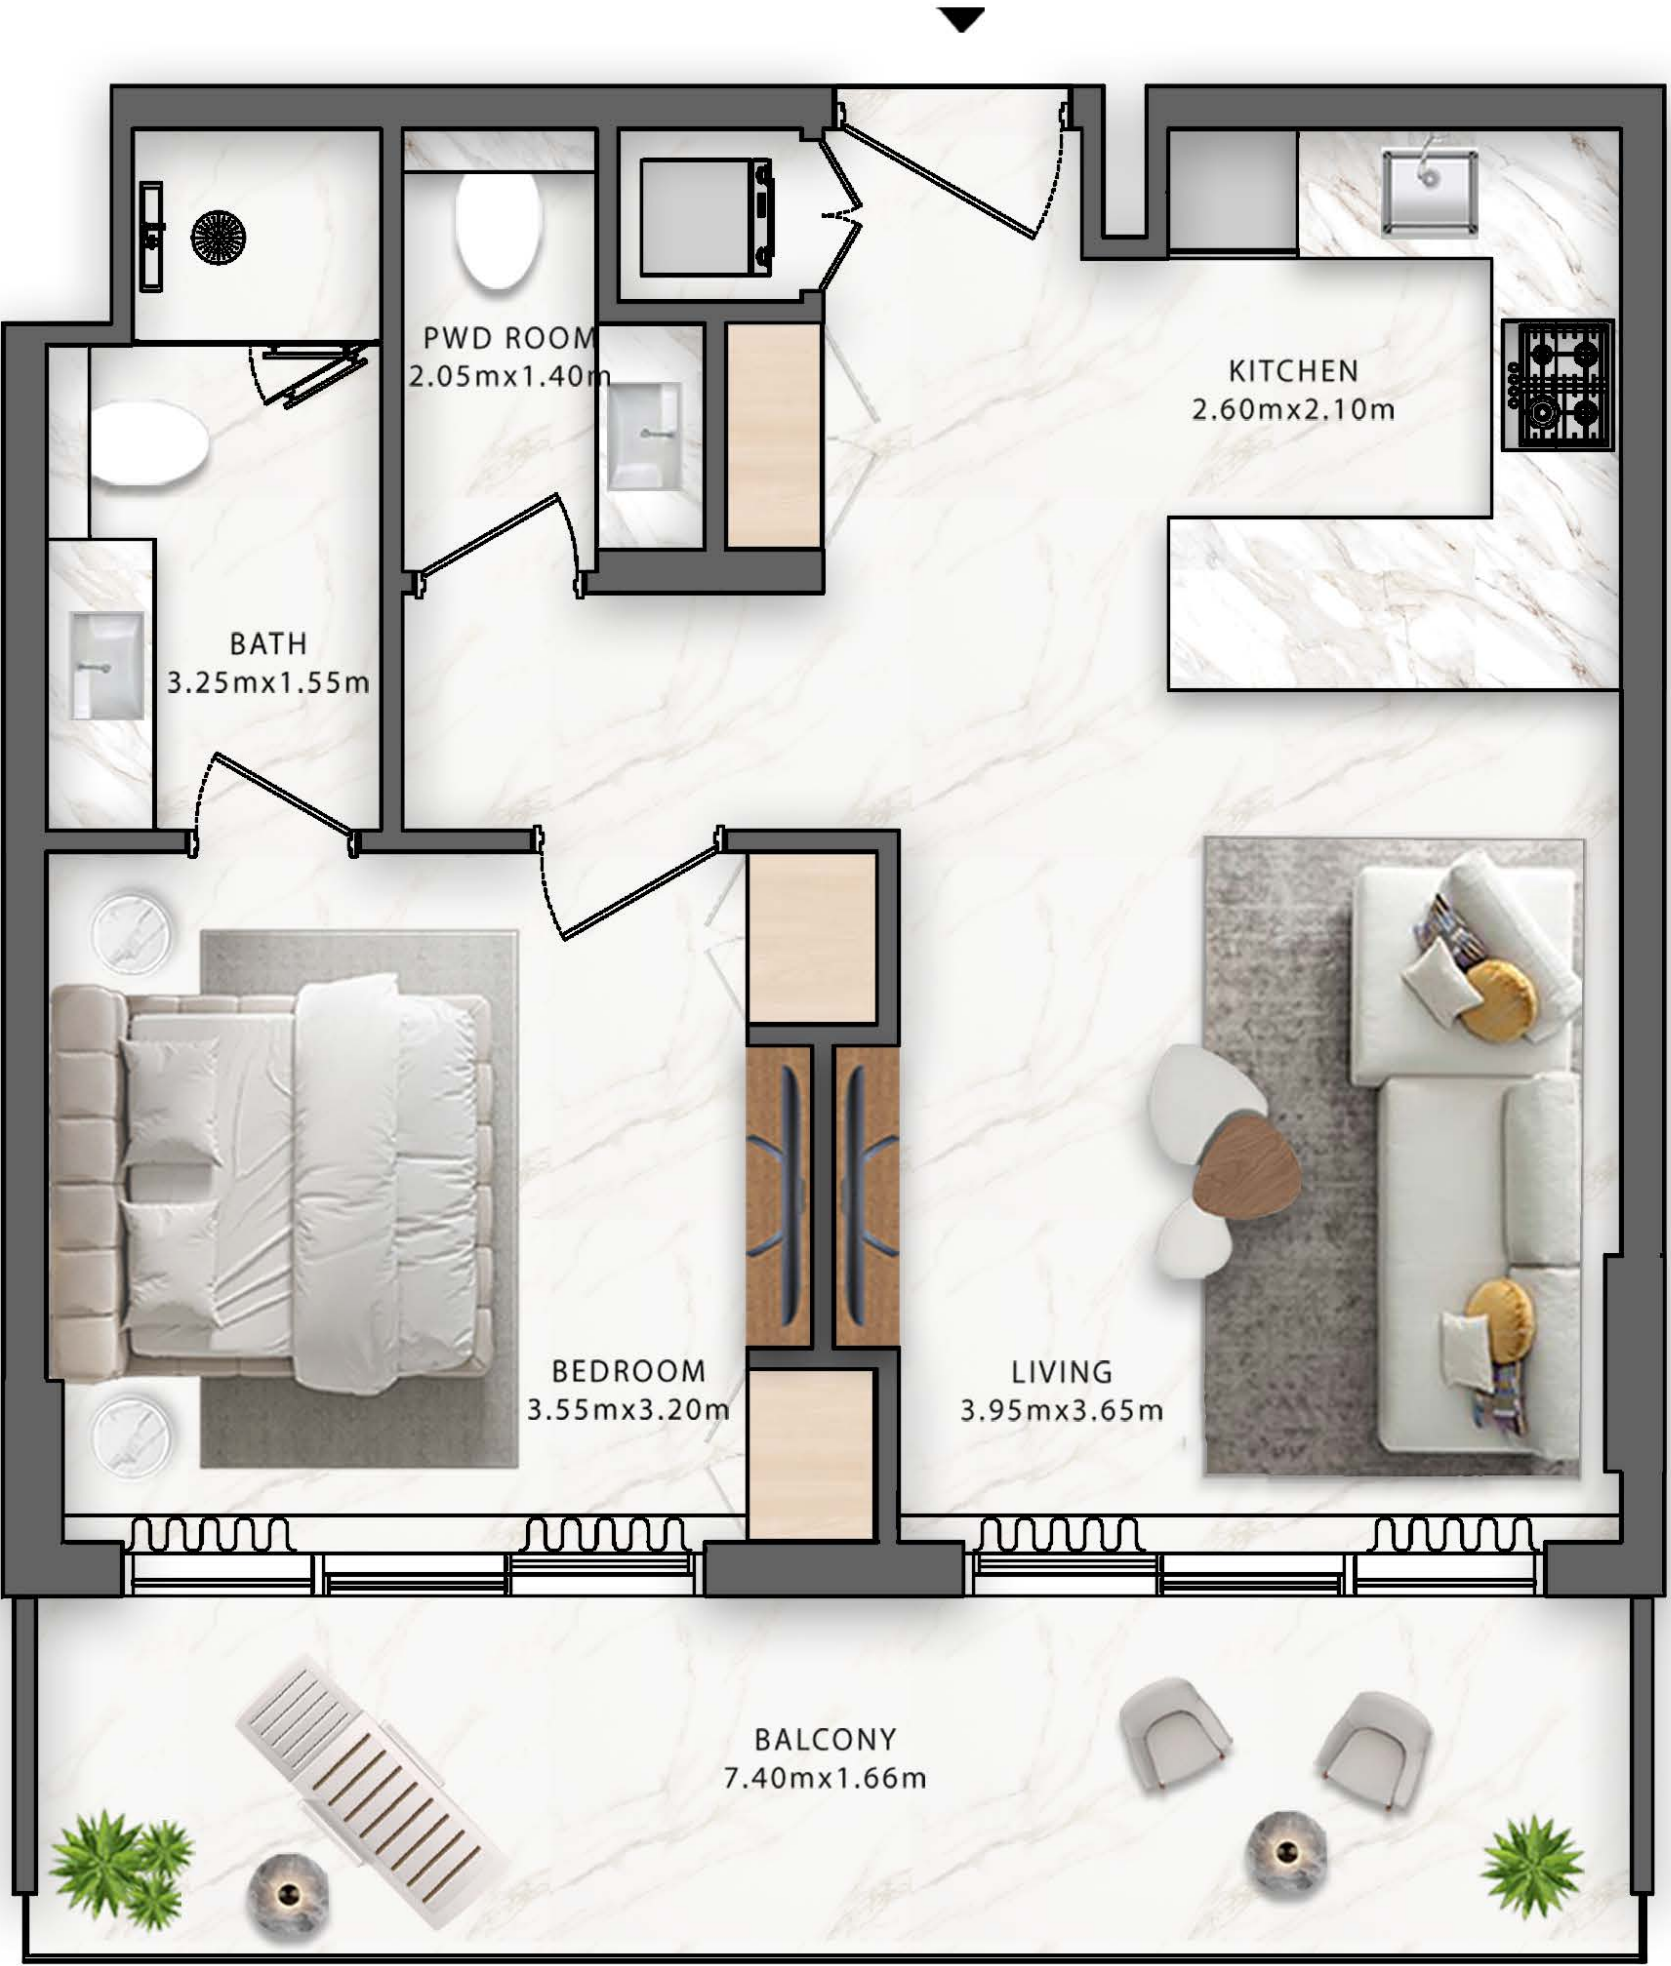 PWD ROOM
2.05mx1.40m
KITCHEN
2.60mx2.10m
BATH
3.25mx1.55m
BEDROOM
3.55mx3.20m
LIVING
3.95mx3.65m
BALCONY
7.40mx1.66m